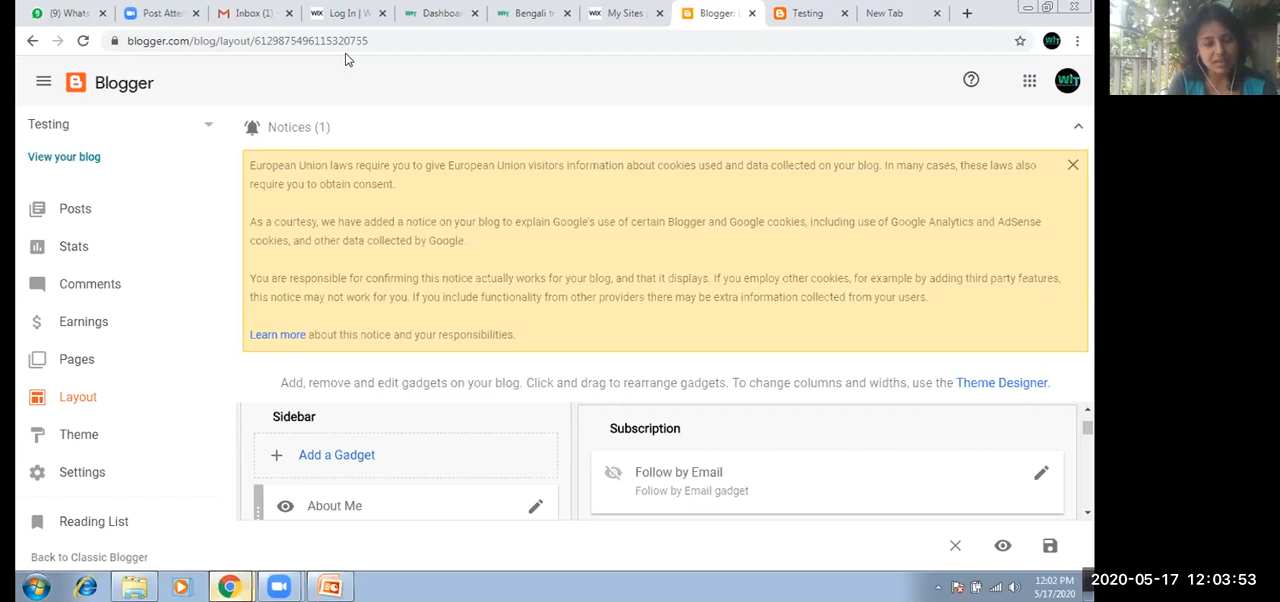 (9) Whats
Post Atte
Inbox (1)
WIX Log In | W
Dashboa
Bengali tr
WIX My Sites
Blogger: L
Testing
New Tab
blogger.com/blog/layout/6129875496115320755
WIT
Blogger
WIT
Testing
Notices (1)
View your blog
European Union laws require you to give European Union visitors information about cookies used and data collected on your blog. In many cases, these laws also
require you to obtain consent.
Posts
As a courtesy, we have added a notice on your blog to explain Google's use of certain Blogger and Google cookies, including use of Google Analytics and AdSense
cookies, and other data collected by Google.
Stats
You are responsible for confirming this notice actually works for your blog, and that it displays. If you employ other cookies, for example by adding third party features,
this notice may not work for you. If you include functionality from other providers there may be extra information collected from your users.
Comments
Earnings
Learn more about this notice and your responsibilities.
Pages
Add, remove and edit gadgets on your blog. Click and drag to rearrange gadgets. To change columns and widths, use the Theme Designer.
Layout
Sidebar
Subscription
Theme
Add a Gadget
Settings
Follow by Email
Follow by Email gadget
About Me
Reading List
Back to Classic Blogger
12:02 PM
5/17/2020
2020-05-17 12:03:53